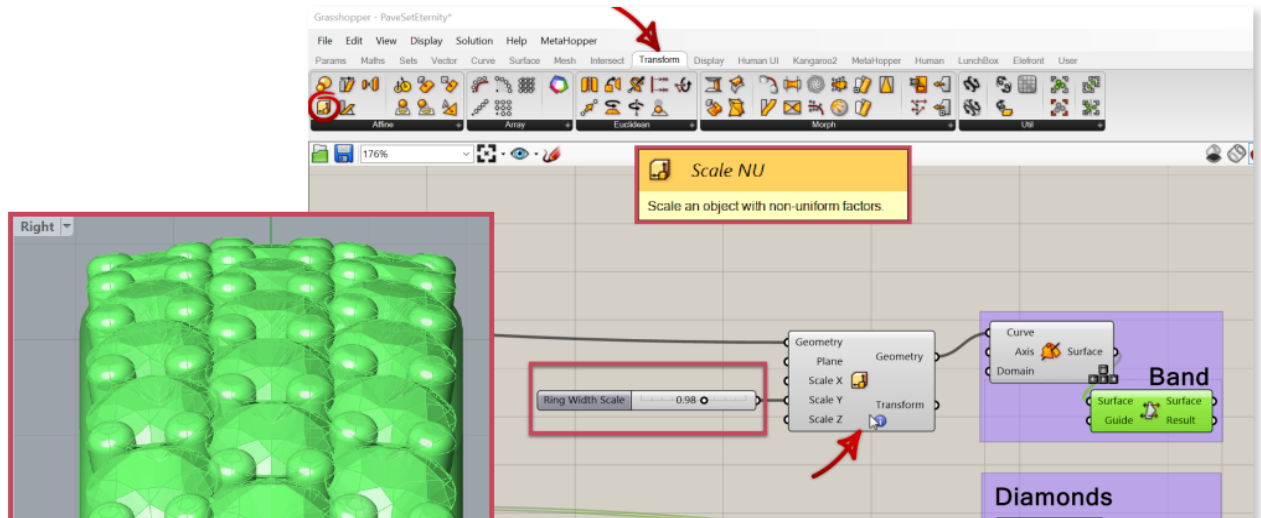 Grasshopper - PaveSetEternity*
File Edit View Display Solution Help MetaHopper
Params Maths Sets Vector Curve Surface Mesh Intersect Transform Display Human UI Kangaroo2 MetaHopper Human LunchBox Elefront User
Affine Array Euclidean Morph Util
176%
Scale NU
Scale an object with non-uniform factors.
Right
Geometry
Plane
Scale X
Scale Y
Scale Z
Geometry
Transform
Ring Width Scale 0.98
Curve
Axis
Domain
Surface
Band
Surface Surface
Guide Result
Diamonds